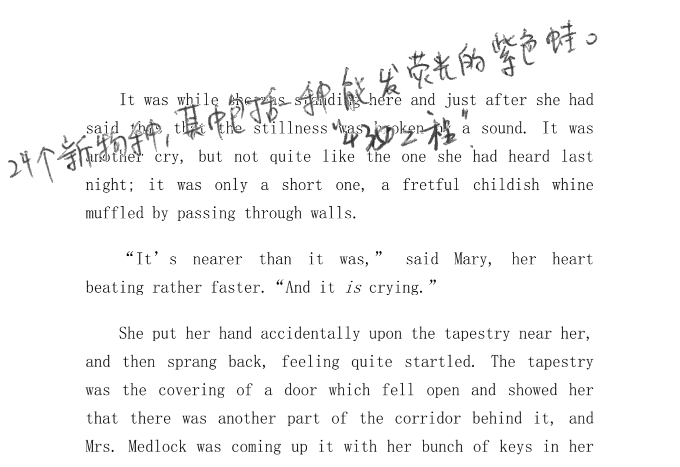 24个新物种，其中包括一种能发荧光的紫色蛙。
It was while she was standing here and just after she had
said this that the stillness was broken a sound. It was
another cry, but not quite like the one she had heard last
night; it was only a short one, a fretful childish whine
muffled by passing through walls.
“It’s nearer than it was,” said Mary, her heart
beating rather faster. “And it is crying.”
She put her hand accidentally upon the tapestry near her,
and then sprang back, feeling quite startled. The tapestry
was the covering of a door which fell open and showed her
that there was another part of the corridor behind it, and
Mrs. Medlock was coming up it with her bunch of keys in her